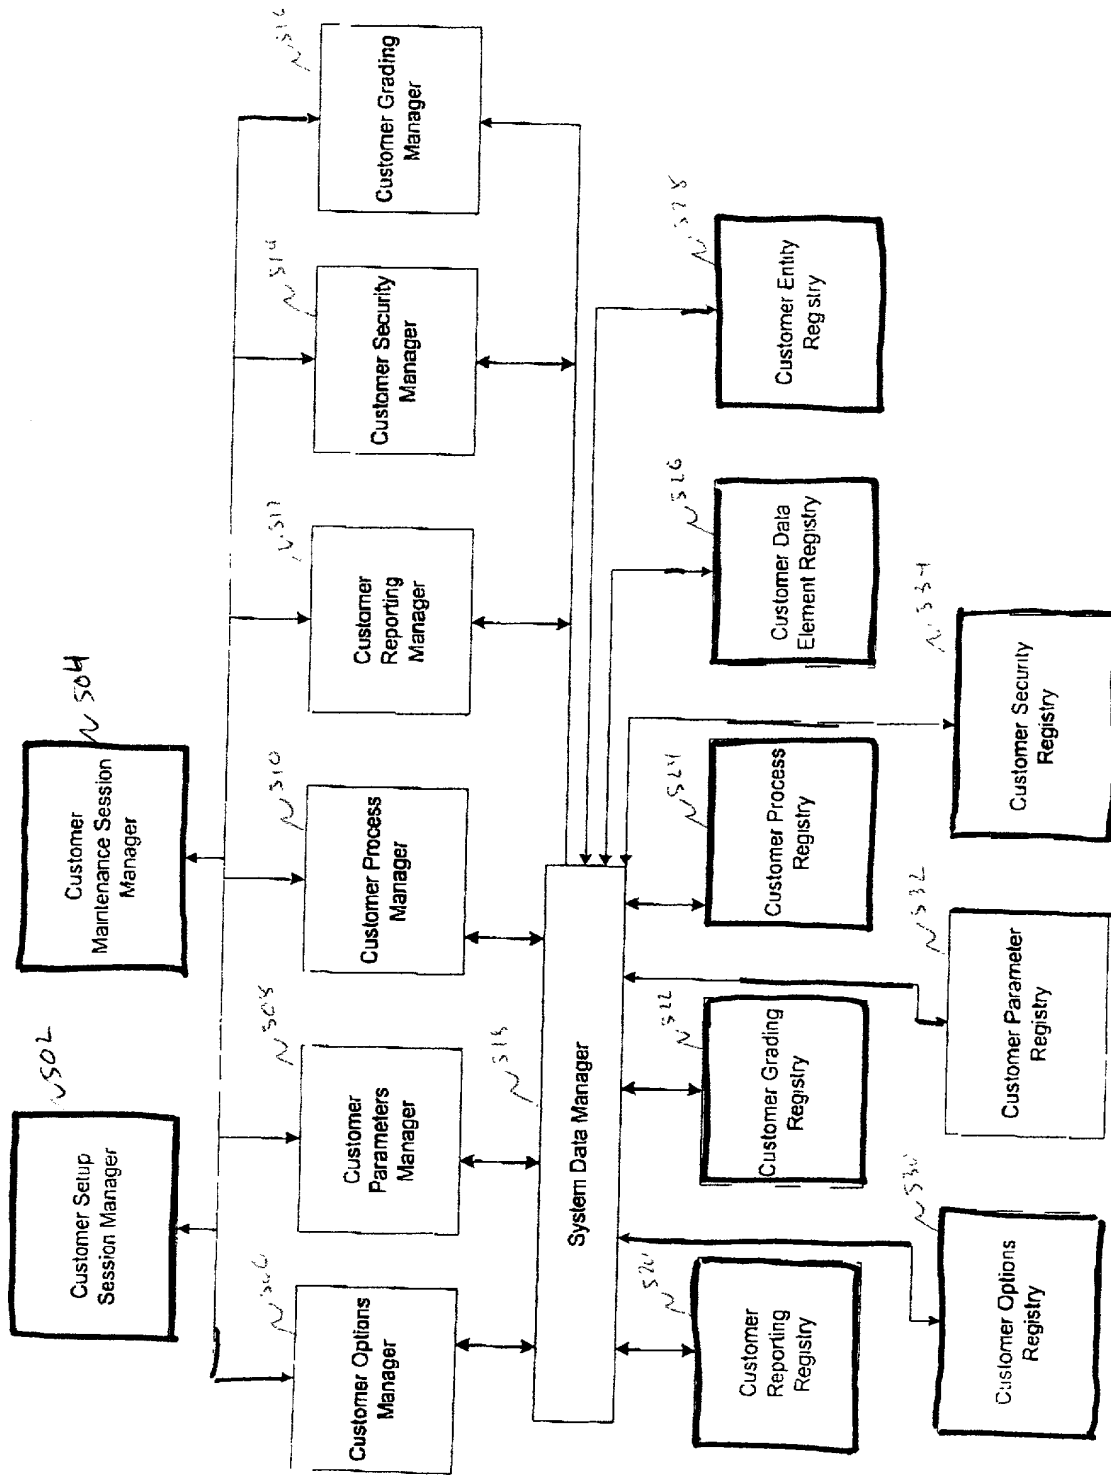 Customer Setup
Session Manager
502
Customer
Maintenance Session
Manager
504
Customer Options
Manager
506
Customer
Parameters
Manager
508
Customer Process
Manager
510
Customer
Reporting
Manager
512
Customer Security
Manager
514
Customer Grading
Manager
516
System Data Manager
518
Customer
Reporting
Registry
520
Customer Grading
Registry
522
Customer Process
Registry
524
Customer Data
Element Registry
526
Customer Entity
Registry
528
Customer Options
Registry
530
Customer Parameter
Registry
532
Customer Security
Registry
534